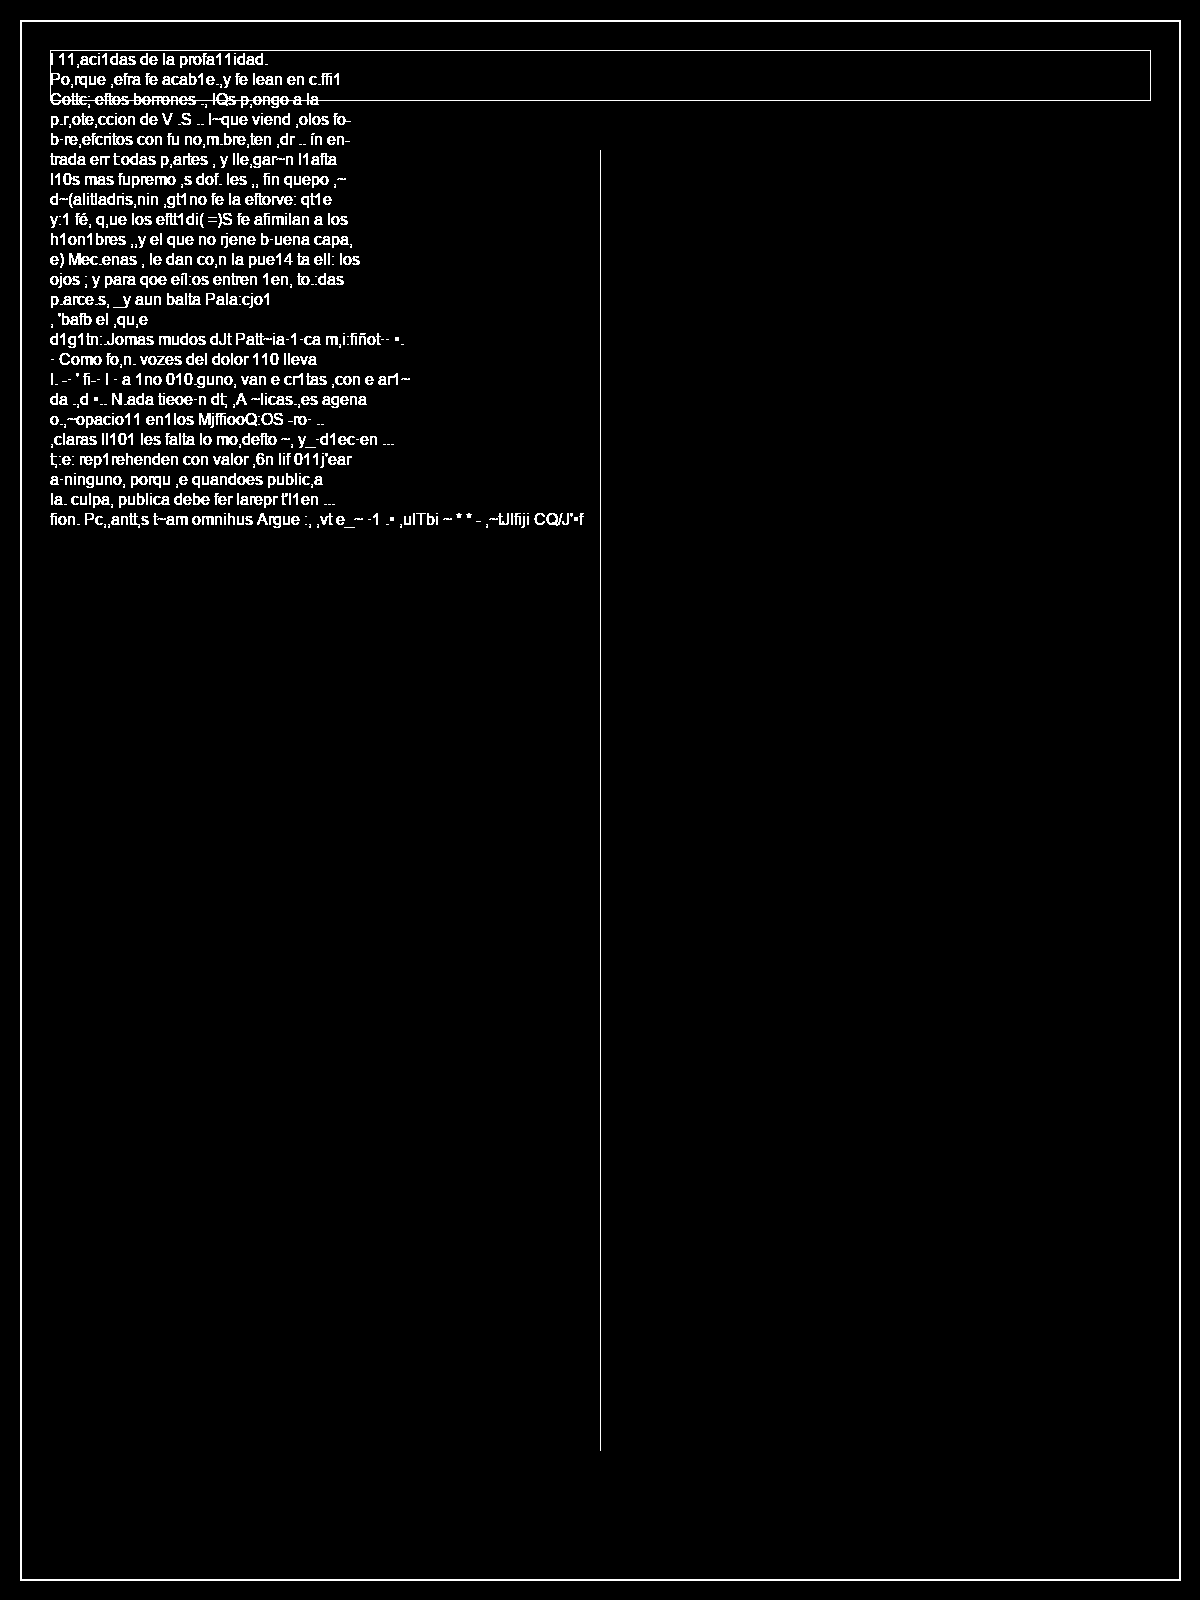 I 11,aci1das de la profa11idad.
Po,rque ,efra fe acab1e.,y fe lean en c.ffi1
Cotte; eftos borrones ., IQs p,ongo a la
p.r,ote,ccion de V .S .. l~que viend ,olos fo-
b-re,efcritos con fu no,m.bre,ten ,dr .. ín en-
trada err t:odas p,artes , y lle,gar~n l1afta
l10s mas fupremo ,s dof. les ,, fin quepo ,~
d~(alitladris,nin ,gt1no fe la eftorve: qt1e
y:1 fé, q,ue los eftt1di( =)S fe afimilan a los
h1on1bres ,,y el que no rjene b-uena capa,
e) Mec.enas , le dan co,n la pue14 ta ell: los
ojos ; y para qoe eíl:os entren 1en, to.:das
p.arce.s, _y aun balta Pala:cjo1
, 'bafb el ,qu,e
d1g1tn:.Jomas mudos dJt Patt~ia-1-ca m,i:fiñot-- •.
- Como fo,n. vozes del dolor 110 lleva
I. -- ' fi-- I - a 1no 010.guno, van e cr1tas ,con e ar1~
da .,d •.. N.ada tieoe-n dt; ,A ~licas.,es agena
o.,~opacio11 en1los MjffiooQ:OS -ro- ..
,claras ll101 les falta lo mo,defto ~, y_-d1ec-en ...
t;:e: rep1rehenden con valor ,6n lif 011j'ear
a-ninguno, porqu ,e quandoes public,a
la. culpa, publica debe fer larepr t'l1en ...
fion. Pc,,antt,s t~am omnihus Argue :, ,vt e_~ -1 .• ,ulTbi ~ * * - ,~tJlfiji CQ/J'•f